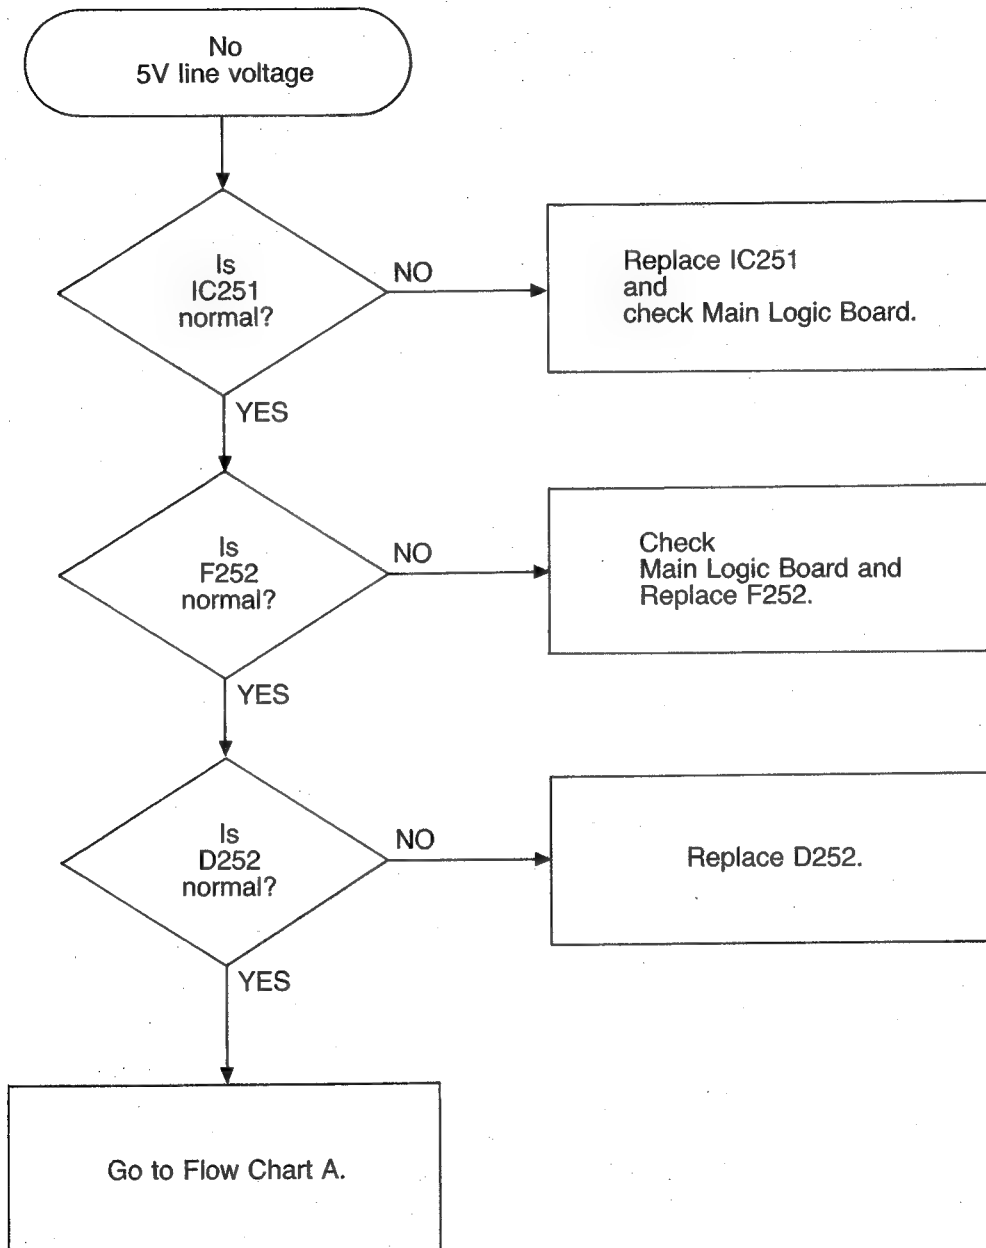 No
5V line voltage
Is
IC251
normal?
NO
Replace IC251
and
check Main Logic Board.
YES
Is
F252
normal?
NO
Check
Main Logic Board and
Replace F252.
YES
Is
D252
normal?
NO
Replace D252.
YES
Go to Flow Chart A.